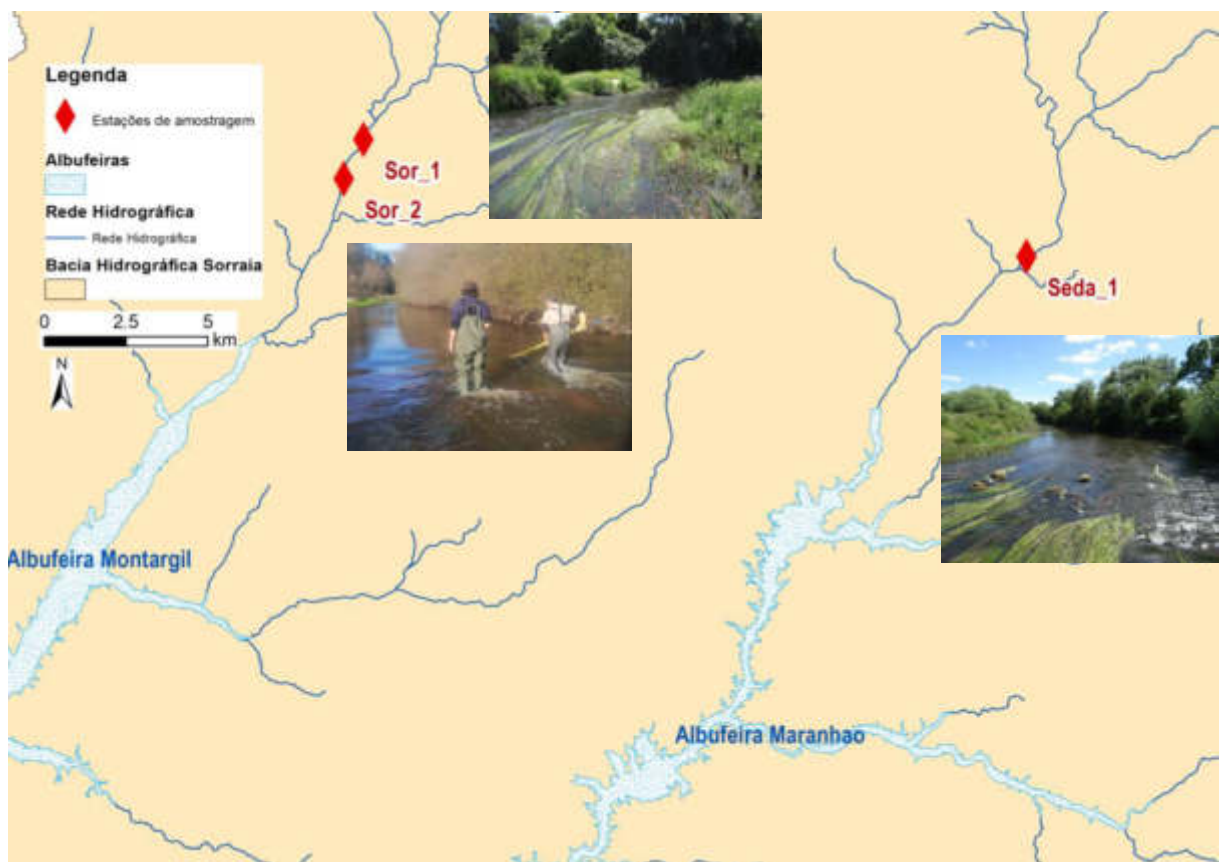 Legenda
Estações de amostragem
Albufeiras
Rede Hidrográfica
Rede Hidrográfica
Bacia Hidrográfica Sorraia
0 2.5 5
km
N
Sor_1
Sor_2
Seda_1
Albufeira Montargil
Albufeira Maranhao